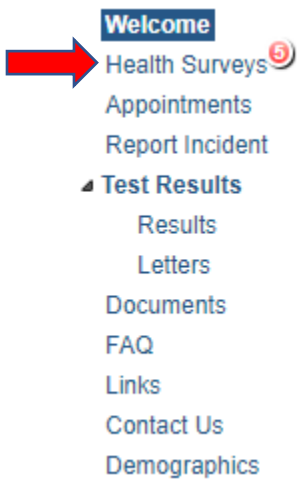 Welcome
Health Surveys 5
Appointments
Report Incident
Test Results
Results
Letters
Documents
FAQ
Links
Contact Us
Demographics